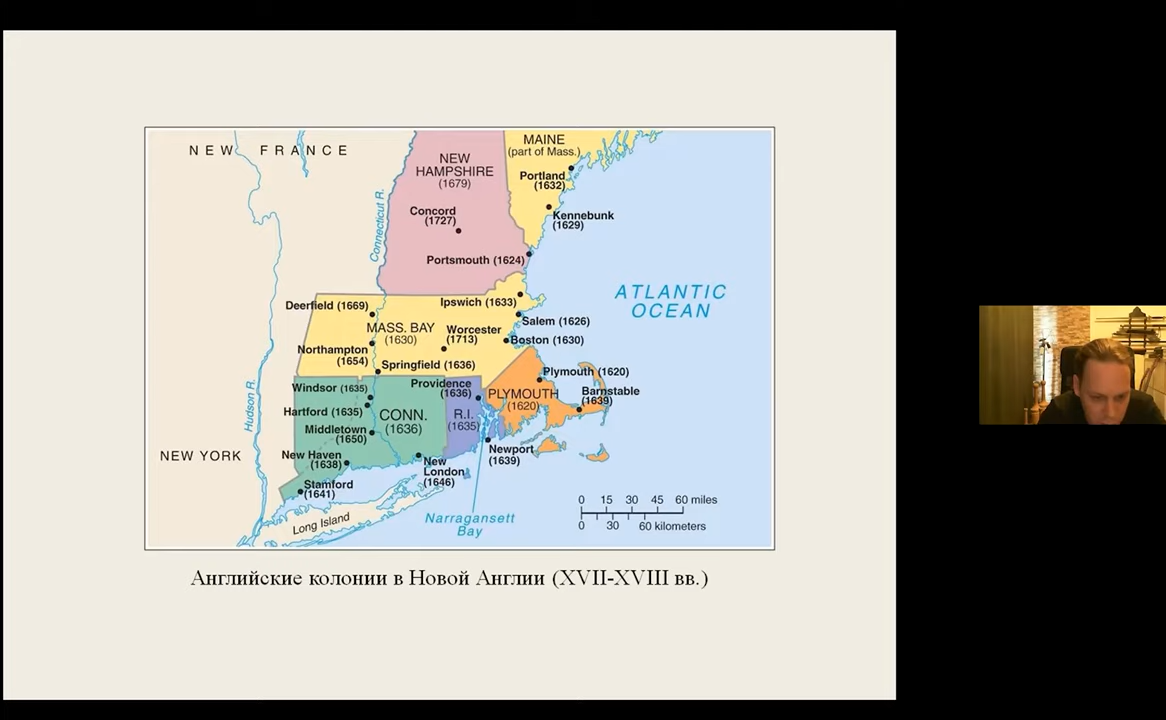 NEW FRANCE
MAINE
(part of Mass.)
NEW
HAMPSHIRE
(1679)
Portland
(1632)
Connecticut R.
Concord
(1727)
Kennebunk
(1629)
Portsmouth (1624)
ATLANTIC
OCEAN
Deerfield (1669)
Ipswich (1633)
Salem (1626)
MASS. BAY
(1630)
Worcester
(1713)
Boston (1630)
Northampton
(1654)
Springfield (1636)
Plymouth (1620)
Windsor (1635)
Providence
(1636)
PLYMOUTH
(1620)
Barnstable
(1639)
Hudson R.
Hartford (1635)
CONN.
(1636)
R.I.
(1635)
Middletown
(1650)
NEW YORK
New Haven
(1638)
Newport
(1639)
New
London
(1646)
Stamford
(1641)
Long Island
Narragansett
Bay
0 15 30 45 60 miles
0 30 60 kilometers
Английские колонии в Новой Англии (XVII-XVIII вв.)